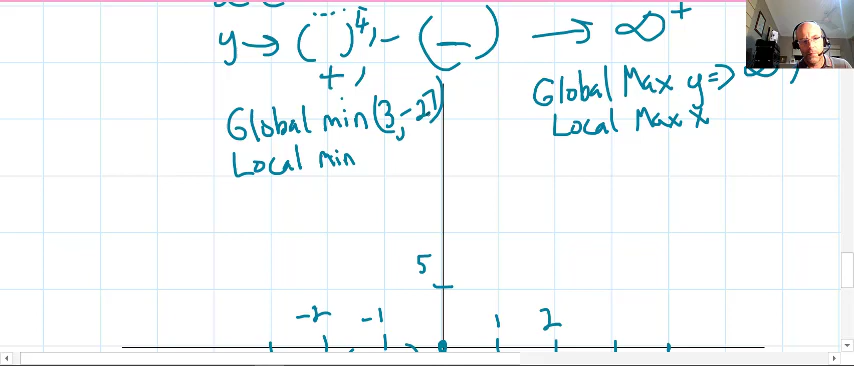 y → ( ... )⁴, - ( _ ) → ∞⁺
+,
Global Max y ⇒ ∞,
Local Max x
Global min (3, -27)
Local min
5
-2 -1 1 2